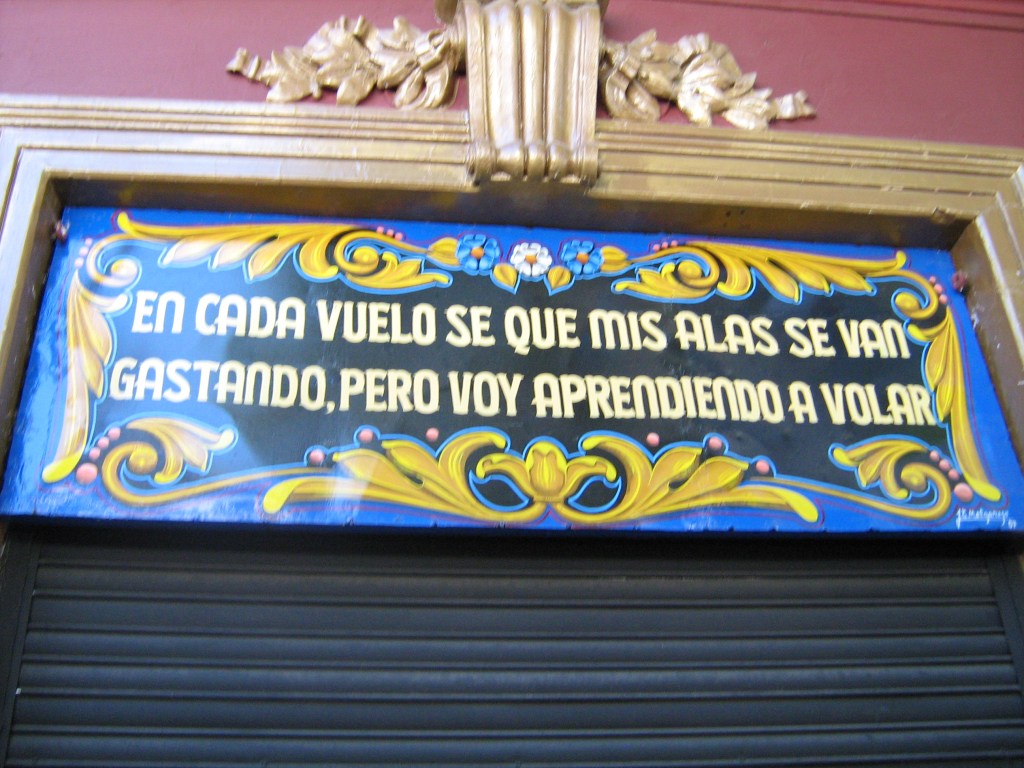 EN CADA VUELO SE QUE MIS ALAS SE VAN
GASTANDO, PERO VOY APRENDIENDO A VOLAR